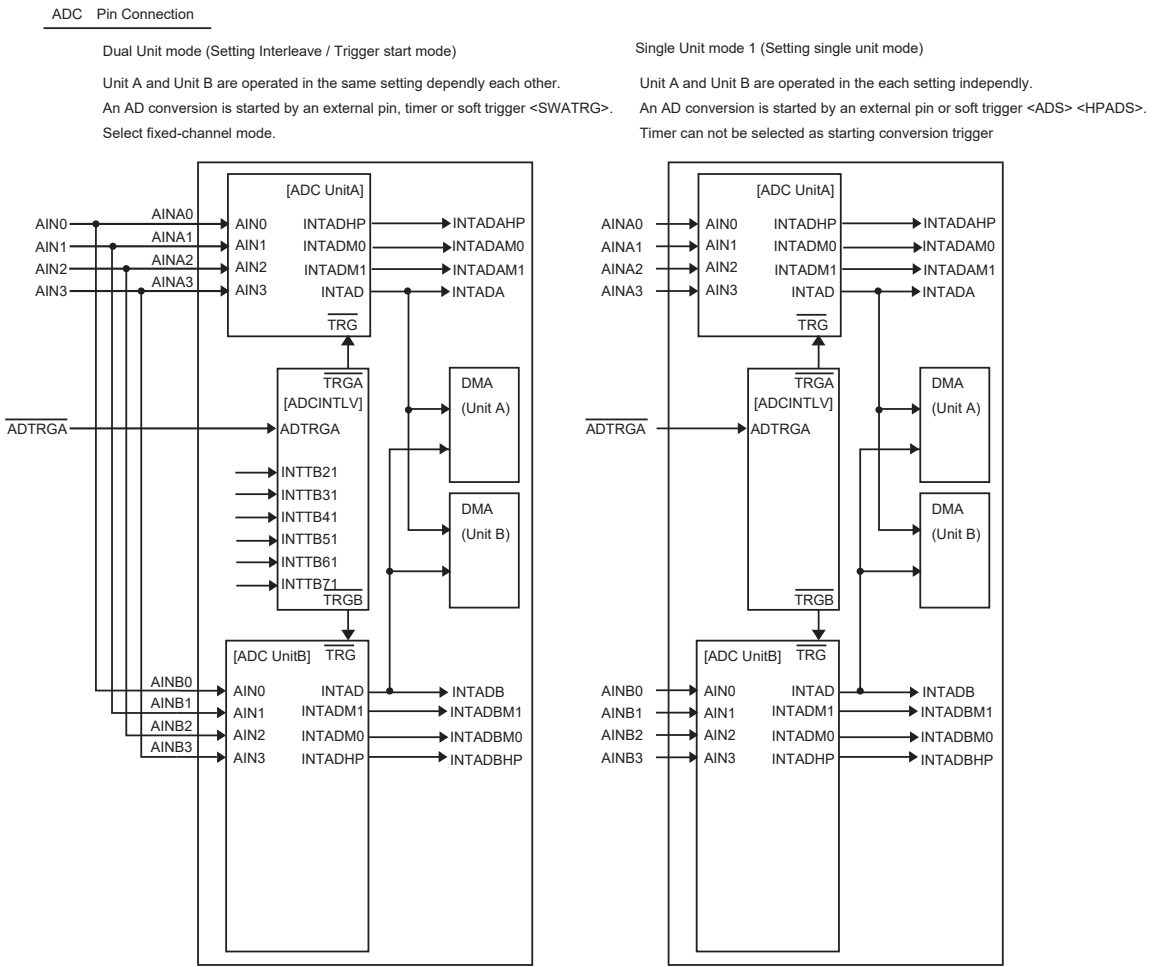 ADC Pin Connection
Dual Unit mode (Setting Interleave / Trigger start mode)
Unit A and Unit B are operated in the same setting dependly each other.
An AD conversion is started by an external pin, timer or soft trigger <SWATRG>.
Select fixed-channel mode.
[ADC UnitA]
AIN0
AINA0
AIN0
INTADHP
INTADAHP
AIN1
AINA1
AIN1
INTADM0
INTADAM0
AIN2
AINA2
AIN2
INTADM1
INTADAM1
AIN3
AINA3
AIN3
INTAD
INTADA
TRG
TRGA
[ADCINTLV]
ADTRGA
ADTRGA
INTTB21
INTTB31
INTTB41
INTTB51
INTTB61
INTTB71
TRGB
DMA
(Unit A)
DMA
(Unit B)
[ADC UnitB]
TRG
AINB0
AIN0
INTAD
INTADB
AINB1
AIN1
INTADM1
INTADBM1
AINB2
AIN2
INTADM0
INTADBM0
AINB3
AIN3
INTADHP
INTADBHP
Single Unit mode 1 (Setting single unit mode)
Unit A and Unit B are operated in the each setting independly.
An AD conversion is started by an external pin or soft trigger <ADS> <HPADS>.
Timer can not be selected as starting conversion trigger
[ADC UnitA]
AINA0
AIN0
INTADHP
INTADAHP
AINA1
AIN1
INTADM0
INTADAM0
AINA2
AIN2
INTADM1
INTADAM1
AINA3
AIN3
INTAD
INTADA
TRG
TRGA
[ADCINTLV]
ADTRGA
ADTRGA
TRGB
DMA
(Unit A)
DMA
(Unit B)
[ADC UnitB]
TRG
AINB0
AIN0
INTAD
INTADB
AINB1
AIN1
INTADM1
INTADBM1
AINB2
AIN2
INTADM0
INTADBM0
AINB3
AIN3
INTADHP
INTADBHP